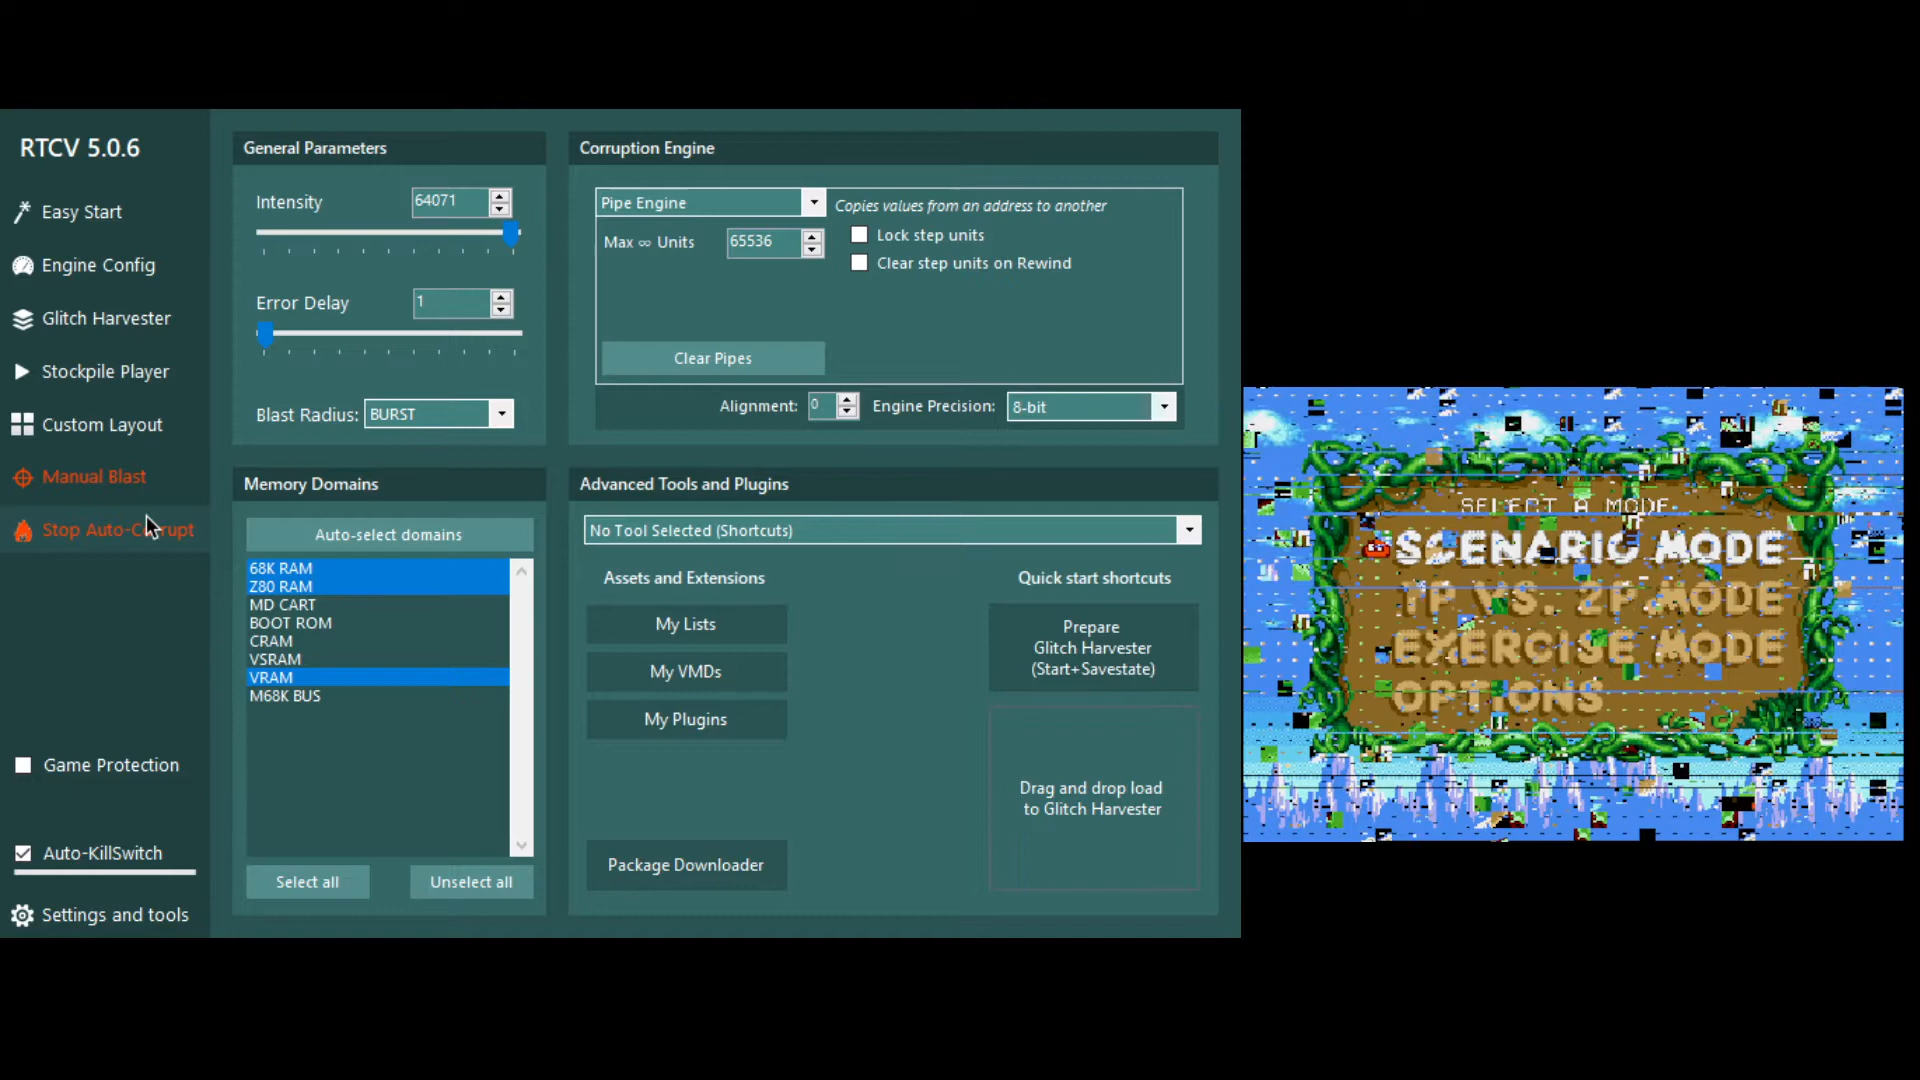 RTCV 5.0.6
Easy Start
Engine Config
Glitch Harvester
Stockpile Player
Custom Layout
Manual Blast
Stop Auto-Corrupt
Game Protection
Auto-KillSwitch
Settings and tools
General Parameters
Intensity 64071
Error Delay 1
Blast Radius: BURST
Memory Domains
Auto-select domains
68K RAM
Z80 RAM
MD CART
BOOT ROM
CRAM
VSRAM
VRAM
M68K BUS
Select all Unselect all
Corruption Engine
Pipe Engine Copies values from an address to another
Max ∞ Units 65536 Lock step units
Clear step units on Rewind
Clear Pipes
Alignment: 0 Engine Precision: 8-bit
Advanced Tools and Plugins
No Tool Selected (Shortcuts)
Assets and Extensions
My Lists
My VMDs
My Plugins
Package Downloader
Quick start shortcuts
Prepare
Glitch Harvester
(Start+Savestate)
Drag and drop load
to Glitch Harvester
SELECT A MODE
SCENARIO MODE
1P VS. 2P MODE
EXERCISE MODE
OPTIONS